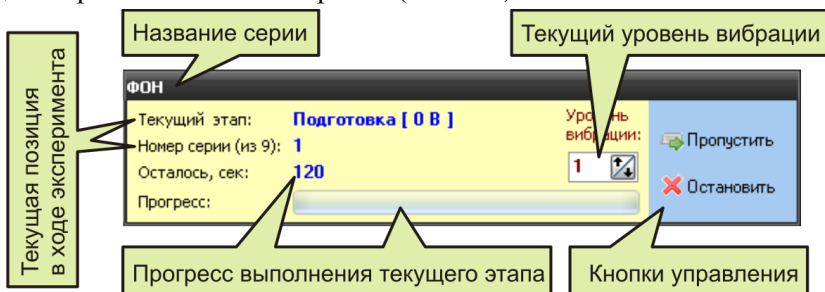 Название серии
Текущий уровень вибрации
Текущая позиция
в ходе эксперимента
ФОН
Текущий этап: Подготовка [ 0 В ]
Номер серии (из 9): 1
Осталось, сек: 120
Прогресс:
Уровень
вибрации:
1
Пропустить
Остановить
Прогресс выполнения текущего этапа
Кнопки управления